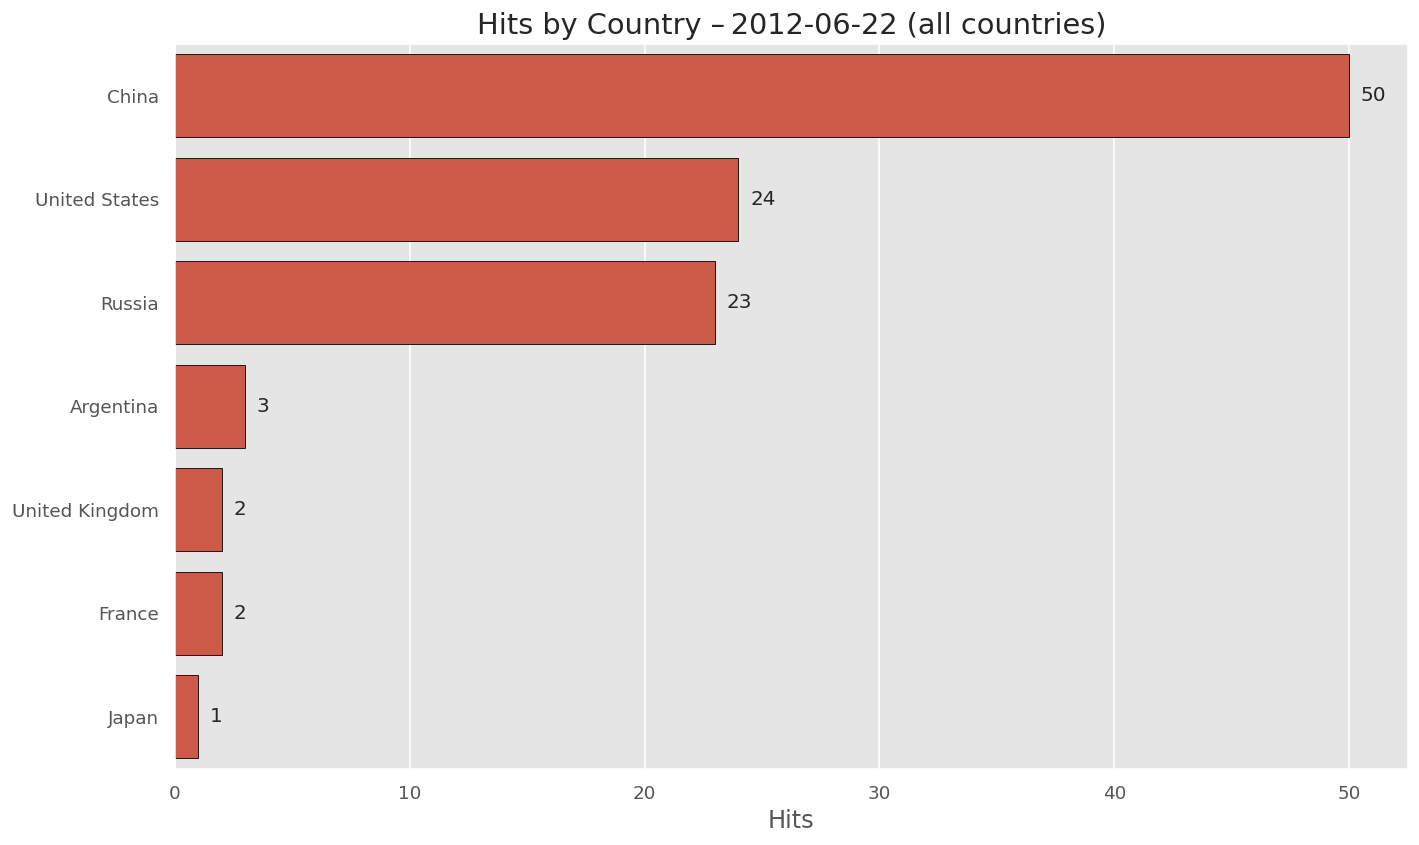 Hits by Country – 2012-06-22 (all countries)
China 50
United States 24
Russia 23
Argentina 3
United Kingdom 2
France 2
Japan 1
0 10 20 30 40 50
Hits